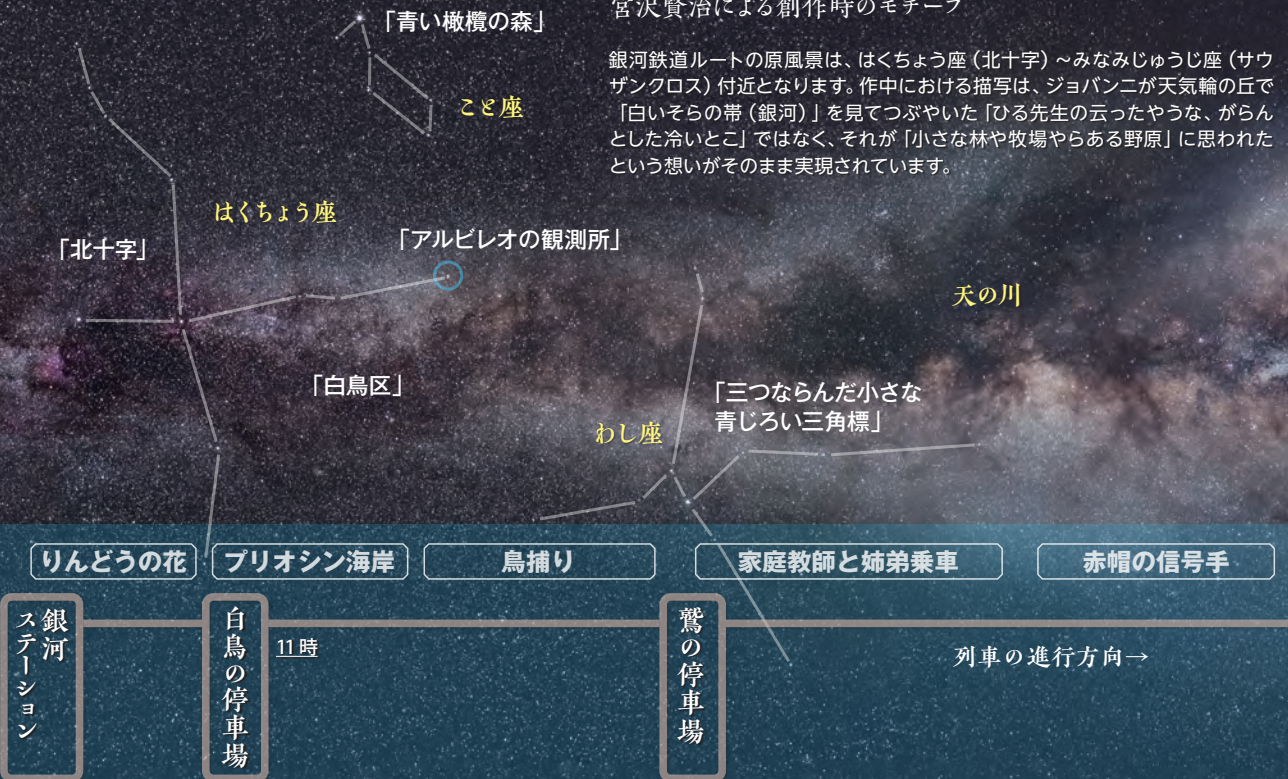 宮沢賢治による創作時のモチーフ
銀河鉄道ルートの原風景は、はくちょう座（北十字）～みなみじゅうじ座（サウ
ザンクロス）付近となります。作中における描写は、ジョバンニが天気輪の丘で
「白いそらの帯（銀河）」を見てつぶやいた「ひる先生の云ったやうな、がらん
とした冷いとこ」ではなく、それが「小さな林や牧場やらある野原」に思われた
という想いがそのまま実現されています。
「青い橄欖の森」
こと座
はくちょう座
「北十字」
「アルビレオの観測所」
天の川
「白鳥区」
「三つならんだ小さな
青じろい三角標」
わし座
りんどうの花
プリオシン海岸
鳥捕り
家庭教師と姉弟乗車
赤帽の信号手
銀河
ステーション
白鳥の停車場
11時
鷲の停車場
列車の進行方向→